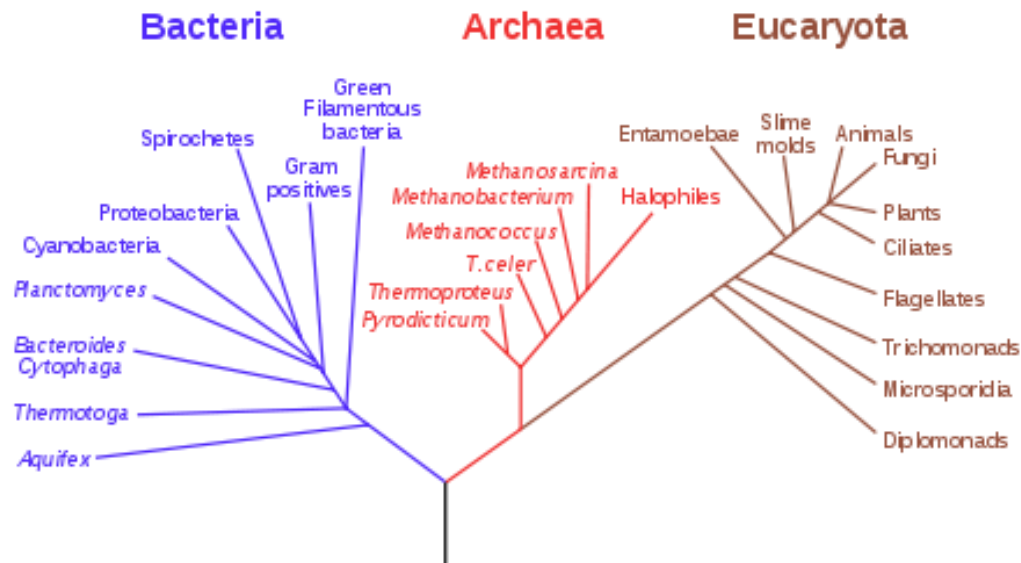 Bacteria
Archaea
Eucaryota
Green
Filamentous
bacteria
Spirochetes
Gram
positives
Proteobacteria
Cyanobacteria
Planctomyces
Bacteroides
Cytophaga
Thermotoga
Aquifex
Methanosarcina
Methanobacterium
Halophiles
Methanococcus
T.celer
Thermoproteus
Pyrodicticum
Entamoebae
Slime
molds
Animals
Fungi
Plants
Ciliates
Flagellates
Trichomonads
Microsporidia
Diplomonads